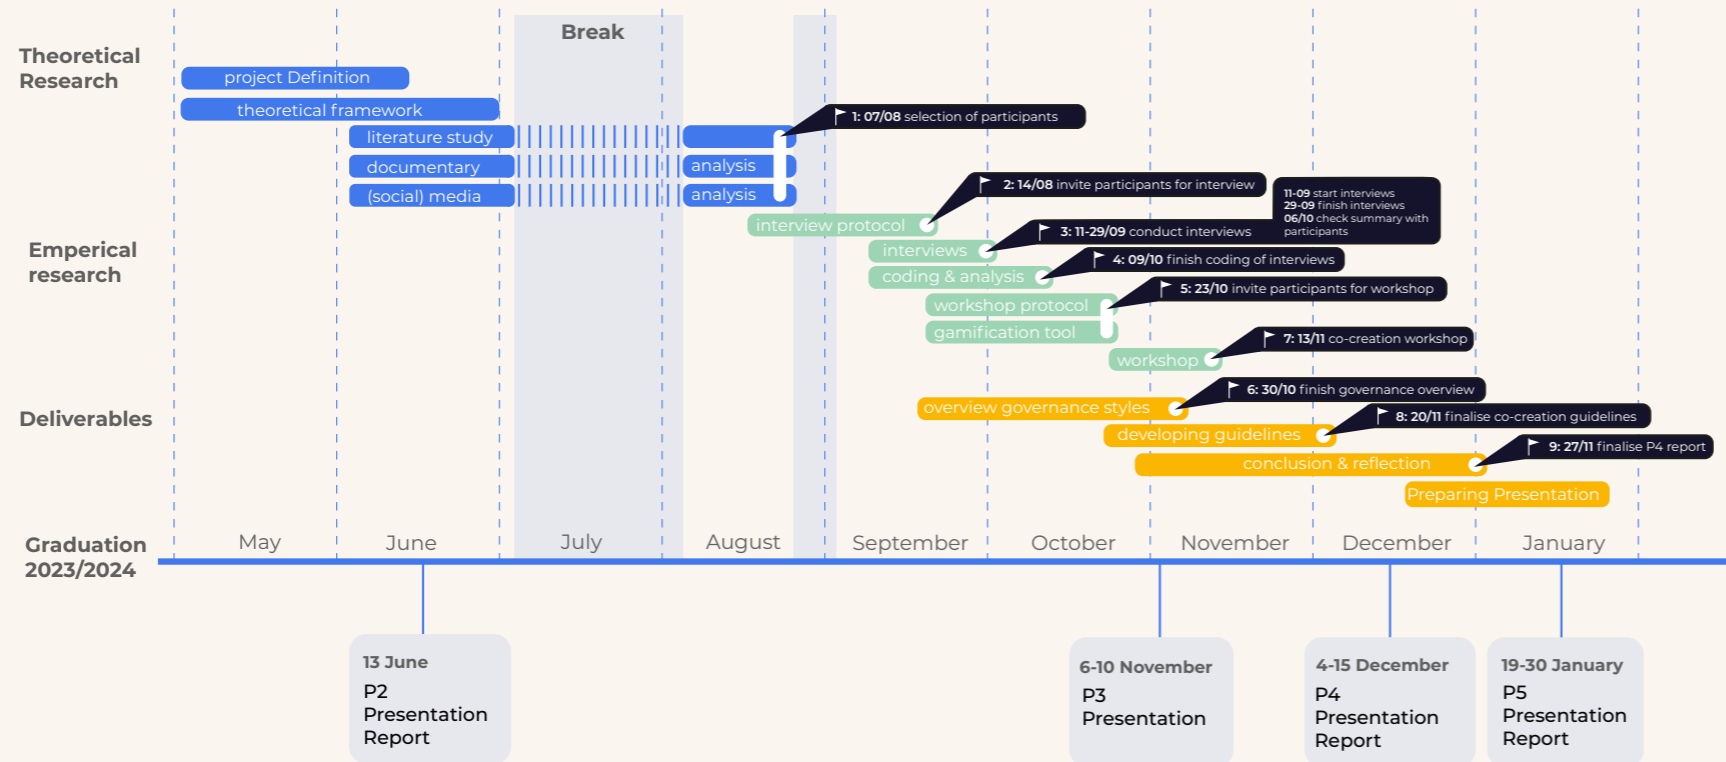 Break
Theoretical
Research
project Definition
theoretical framework
literature study
documentary
analysis
(social) media
analysis
1: 07/08 selection of participants
2: 14/08 invite participants for interview
11-09 start interviews
29-09 finish interviews
06/10 check summary with
participants
interview protocol
3: 11-29/09 conduct interviews
Emperical
research
interviews
4: 09/10 finish coding of interviews
coding & analysis
5: 23/10 invite participants for workshop
workshop protocol
gamification tool
7: 13/11 co-creation workshop
workshop
6: 30/10 finish governance overview
Deliverables
overview governance styles
8: 20/11 finalise co-creation guidelines
developing guidelines
9: 27/11 finalise P4 report
conclusion & reflection
Preparing Presentation
Graduation
2023/2024
May
June
July
August
September
October
November
December
January
13 June
P2
Presentation
Report
6-10 November
P3
Presentation
4-15 December
P4
Presentation
Report
19-30 January
P5
Presentation
Report